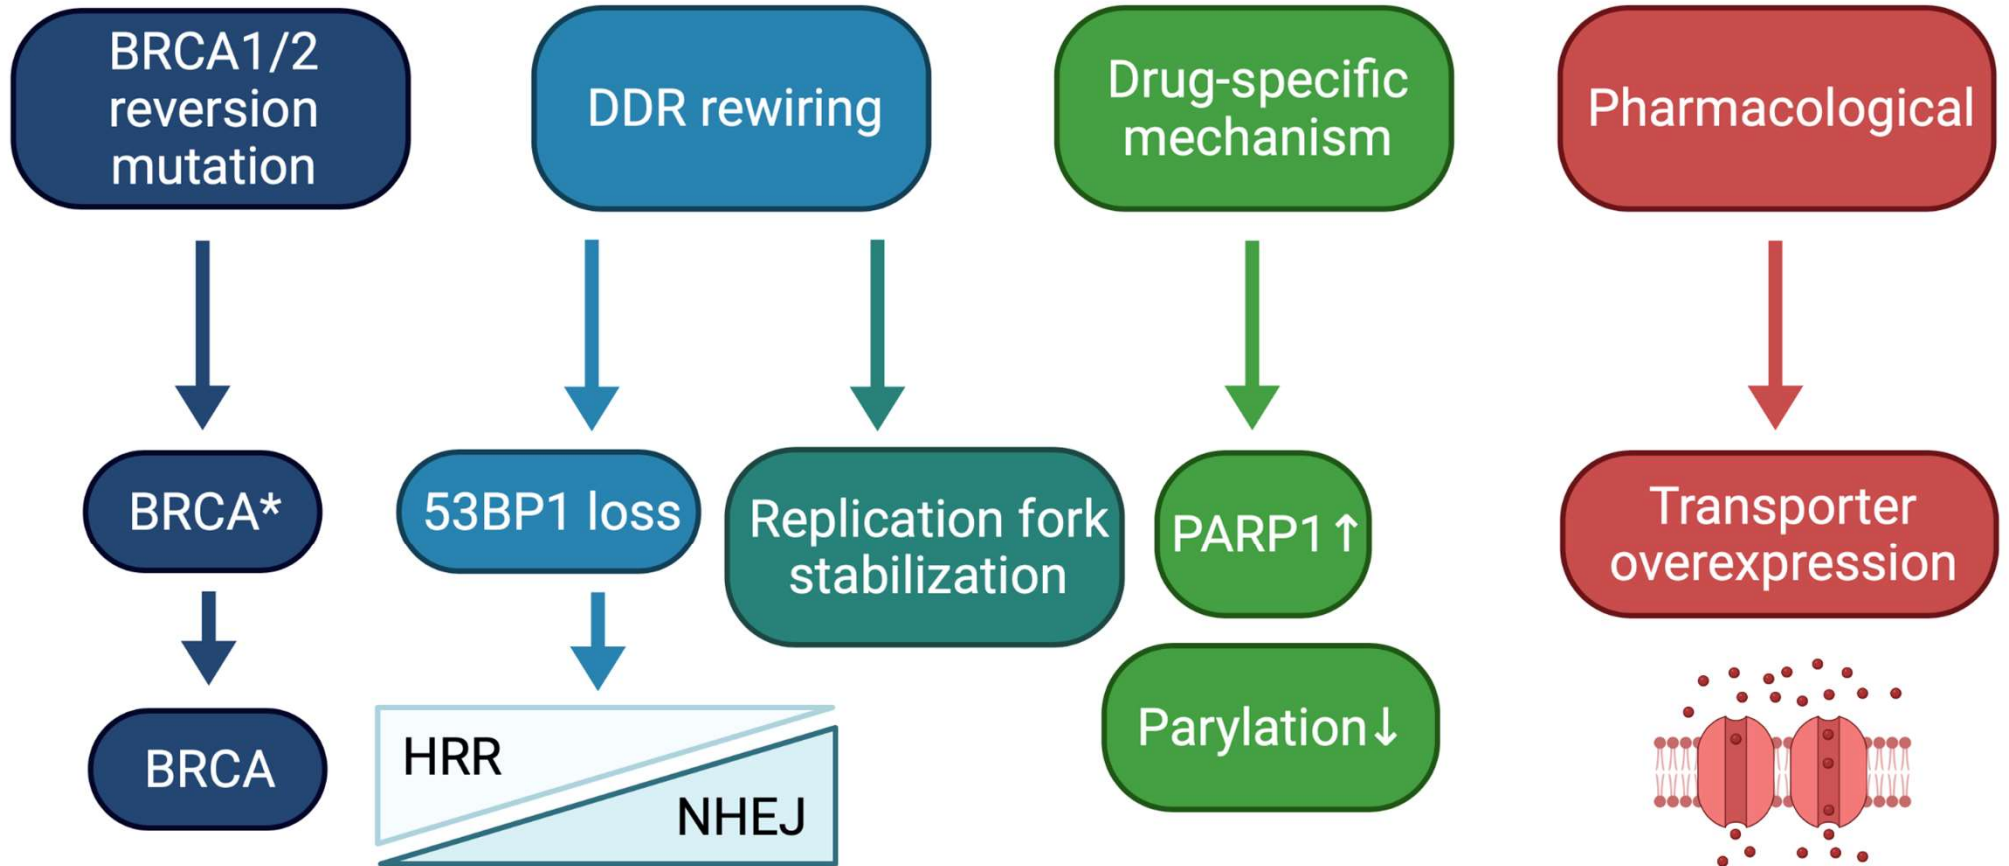 BRCA1/2
reversion
mutation
DDR rewiring
Drug-specific
mechanism
Pharmacological
BRCA*
53BP1 loss
Replication fork
stabilization
PARP1↑
Transporter
overexpression
BRCA
HRR
NHEJ
Parylation↓